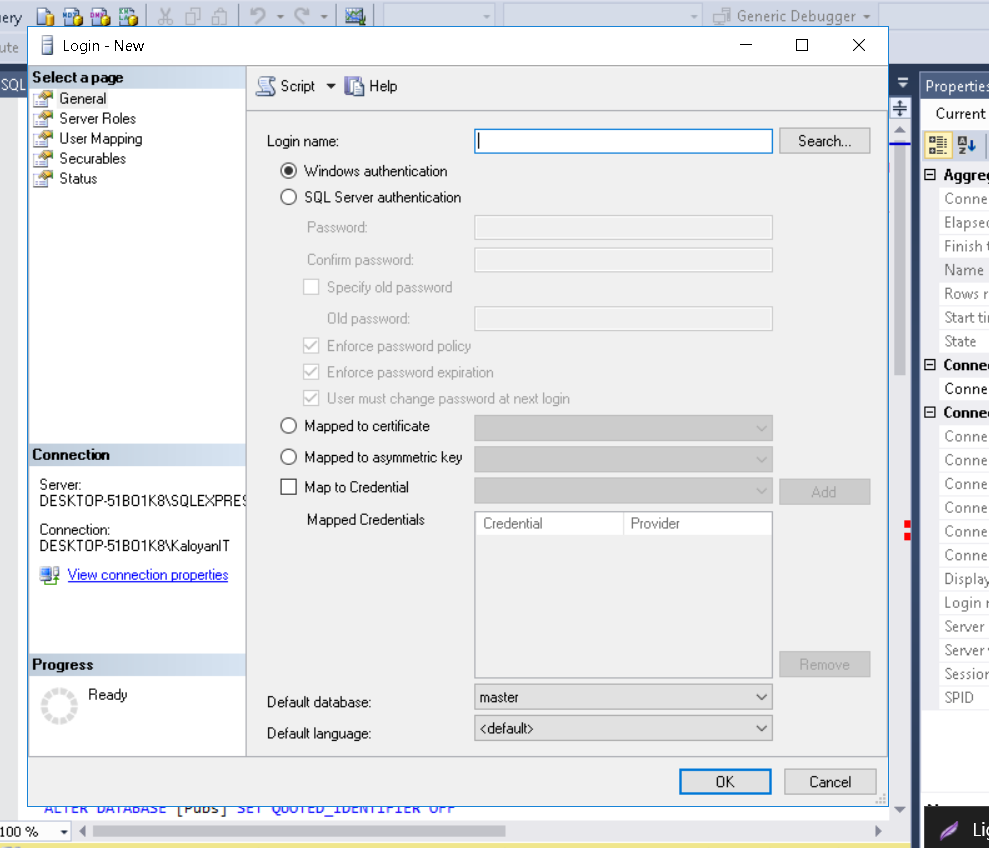 ery
Generic Debugger
Login - New
ute
SQL
Select a page
General
Server Roles
User Mapping
Securables
Status
Connection
Server:
DESKTOP-51BO1K8\SQLEXPRES
Connection:
DESKTOP-51BO1K8\KaloyanIT
View connection properties
Progress
Ready
Script
Help
Login name:
Search...
Windows authentication
SQL Server authentication
Password:
Confirm password:
Specify old password
Old password:
Enforce password policy
Enforce password expiration
User must change password at next login
Mapped to certificate
Mapped to asymmetric key
Map to Credential
Add
Mapped Credentials
Credential Provider
Remove
Default database:
master
Default language:
<default>
OK
Cancel
ALTER DATABASE [Pubs] SET QUOTED_IDENTIFIER OFF
100 %
Properties
Current
Aggreg
Conne
Elapsed
Finish t
Name
Rows r
Start tir
State
Conne
Conne
Conne
Conne
Conne
Conne
Conne
Conne
Conne
Display
Login n
Server
Server v
Session
SPID
Lig